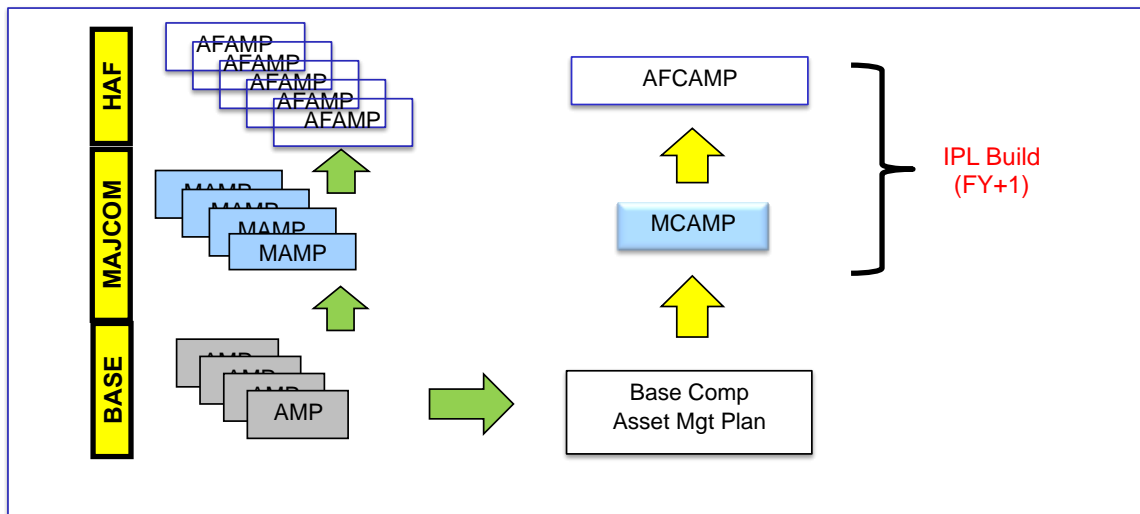 HAF
AFAMP
AFAMP
AFAMP
AFAMP
AFAMP
AFCAMP
IPL Build
(FY+1)
MAJCOM
MAMP
MAMP
MAMP
MAMP
MCAMP
BASE
AMP
AMP
AMP
AMP
Base Comp
Asset Mgt Plan